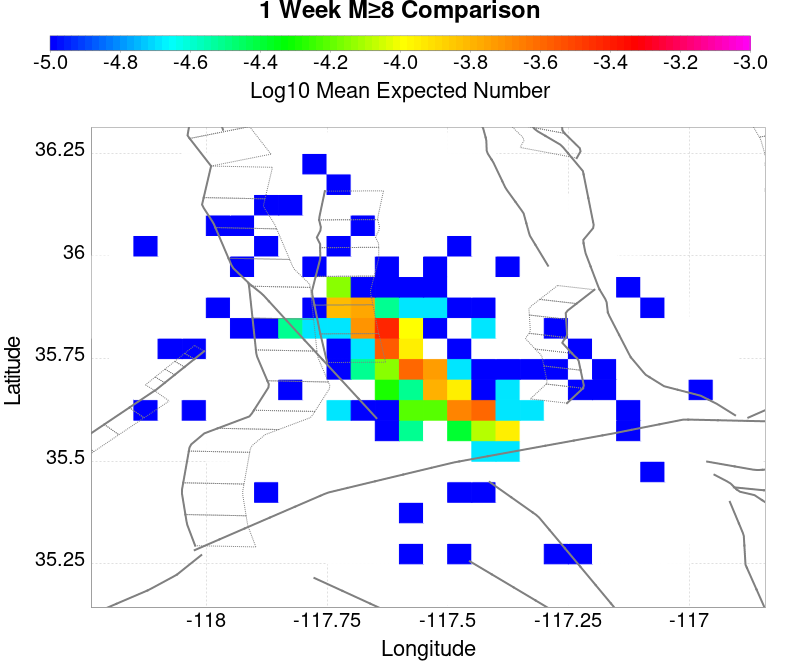 1 Week M≥8 Comparison
-5.0 -4.8 -4.6 -4.4 -4.2 -4.0 -3.8 -3.6 -3.4 -3.2 -3.0
Log10 Mean Expected Number
36.25
36
35.75
35.5
35.25
Latitude
-118 -117.75 -117.5 -117.25 -117
Longitude